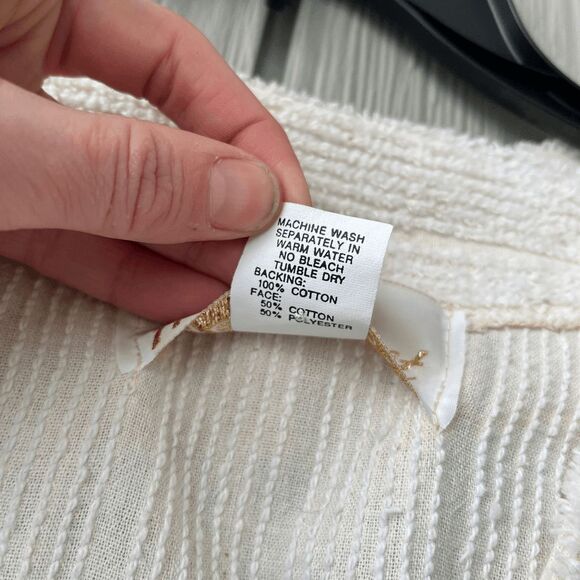 MACHINE WASH
SEPARATELY IN
WARM WATER
NO BLEACH
TUMBLE DRY
BACKING:
100% COTTON
FACE:
50% COTTON
50% POLYESTER